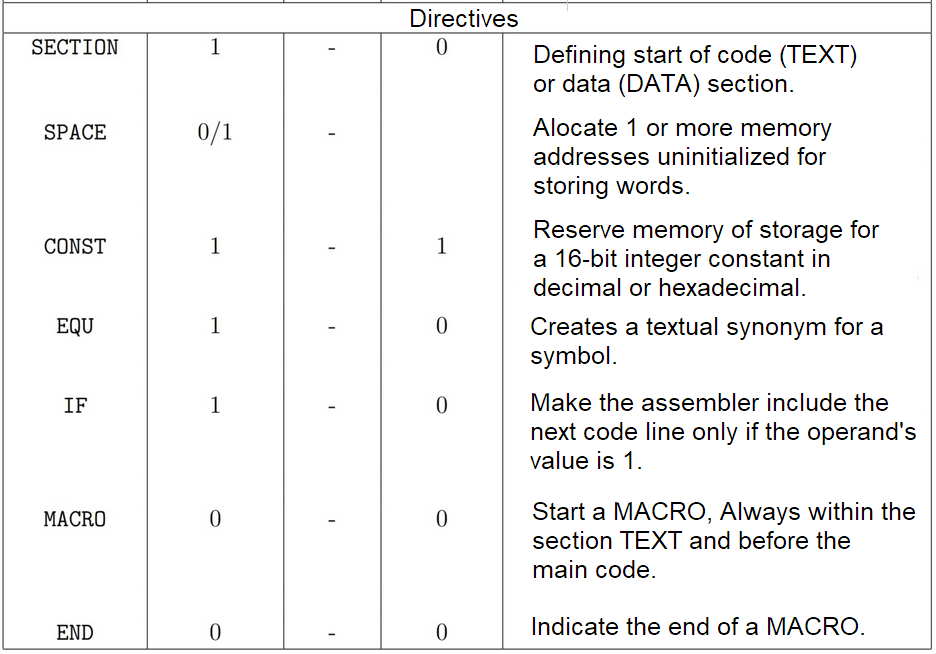 Directives
SECTION 1 - 0 Defining start of code (TEXT)
or data (DATA) section.
SPACE 0/1 - Alocate 1 or more memory
addresses uninitialized for
storing words.
CONST 1 - 1 Reserve memory of storage for
a 16-bit integer constant in
decimal or hexadecimal.
EQU 1 - 0 Creates a textual synonym for a
symbol.
IF 1 - 0 Make the assembler include the
next code line only if the operand's
value is 1.
MACRO 0 - 0 Start a MACRO, Always within the
section TEXT and before the
main code.
END 0 - 0 Indicate the end of a MACRO.